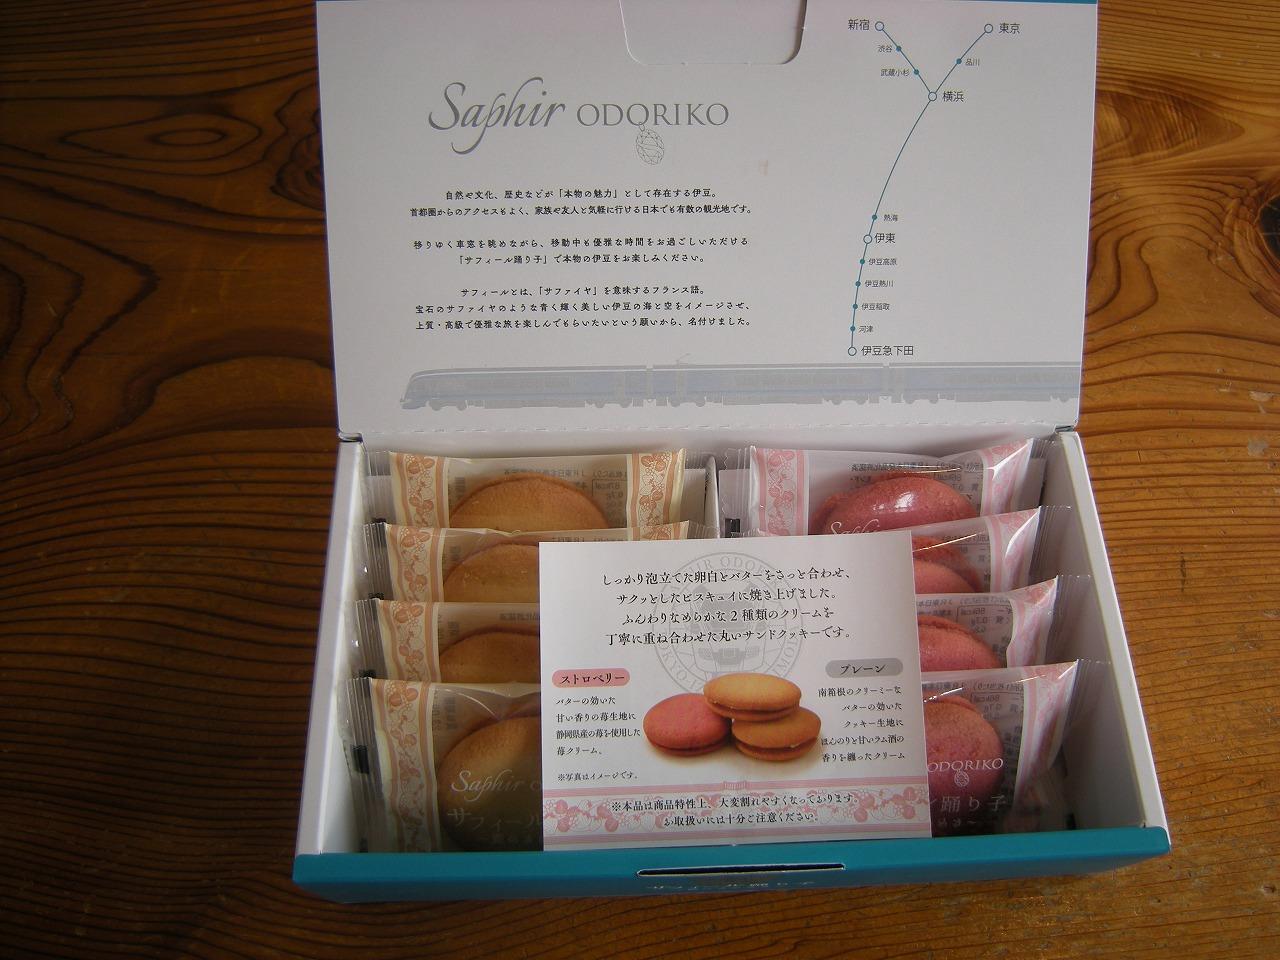 Saphir ODORIKO
自然や文化、歴史などが「本物の魅力」として存在する伊豆。
首都圏からのアクセスもよく、家族や友人と気軽に行ける日本でも有数の観光地です。
移りゆく車窓を眺めながら、移動中も優雅な時間をお過ごしいただける
「サフィール踊り子」で本物の伊豆をお楽しみください。
サフィールとは、「サファイヤ」を意味するフランス語。
宝石のサファイヤのような青く輝く美しい伊豆の海と空をイメージさせ、
上質・高級で優雅な旅を楽しんでもらいたいという願いから、名付けました。
新宿
東京
渋谷
品川
武蔵小杉
横浜
熱海
伊東
伊豆高原
伊豆熱川
伊豆稲取
河津
伊豆急下田
しっかり泡立てた卵白とバターをさっと合わせ、
サクッとしたビスキュイに焼き上げました。
ふんわりなめらかな2種類のクリームを
丁寧に重ね合わせた丸いサンドクッキーです。
ストロベリー
バターの効いた
甘い香りの苺生地に
静岡県産の苺を使用した
苺クリーム。
※写真はイメージです。
プレーン
南箱根のクリーミーな
バターの効いた
クッキー生地に
ほんのりと甘いラム酒の
香りを纏ったクリーム
※本品は商品特性上、大変割れやすくなっております。
お取扱いには十分ご注意ください。
Saphir
Saphir
サフィール
ODORIKO
ン踊り子